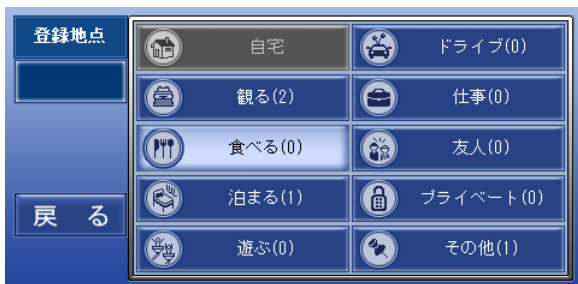 登録地点
自宅
ドライブ(0)
観る(2)
仕事(0)
食べる(0)
友人(0)
泊まる(1)
プライベート(0)
遊ぶ(0)
その他(1)
戻 る